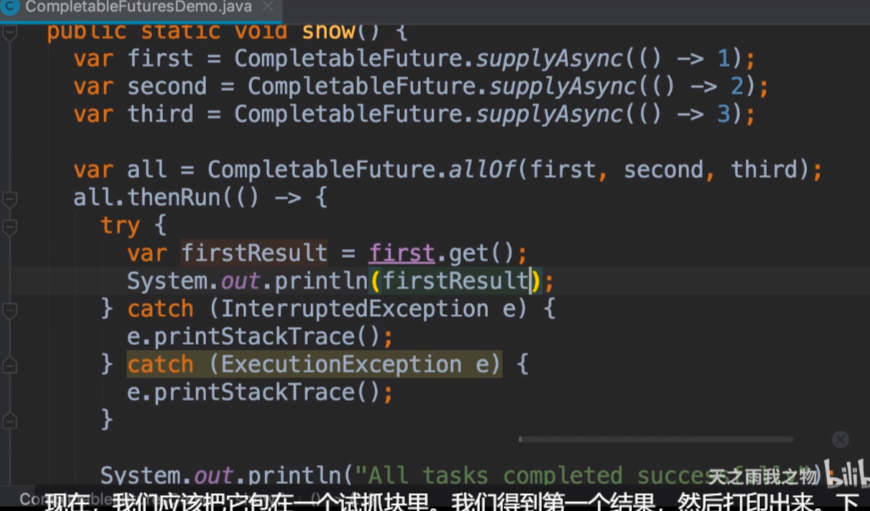 CompletableFuturesDemo.java
public static void show() {
var first = CompletableFuture.supplyAsync(() -> 1);
var second = CompletableFuture.supplyAsync(() -> 2);
var third = CompletableFuture.supplyAsync(() -> 3);
var all = CompletableFuture.allOf(first, second, third);
all.thenRun(() -> {
try {
var firstResult = first.get();
System.out.println(firstResult);
} catch (InterruptedException e) {
e.printStackTrace();
} catch (ExecutionException e) {
e.printStackTrace();
}
System.out.println("All tasks completed
天之雨我之物 bilib
现在，我们应该把它包在一个试抓块里。我们得到第一个结果，然后打印出来。下